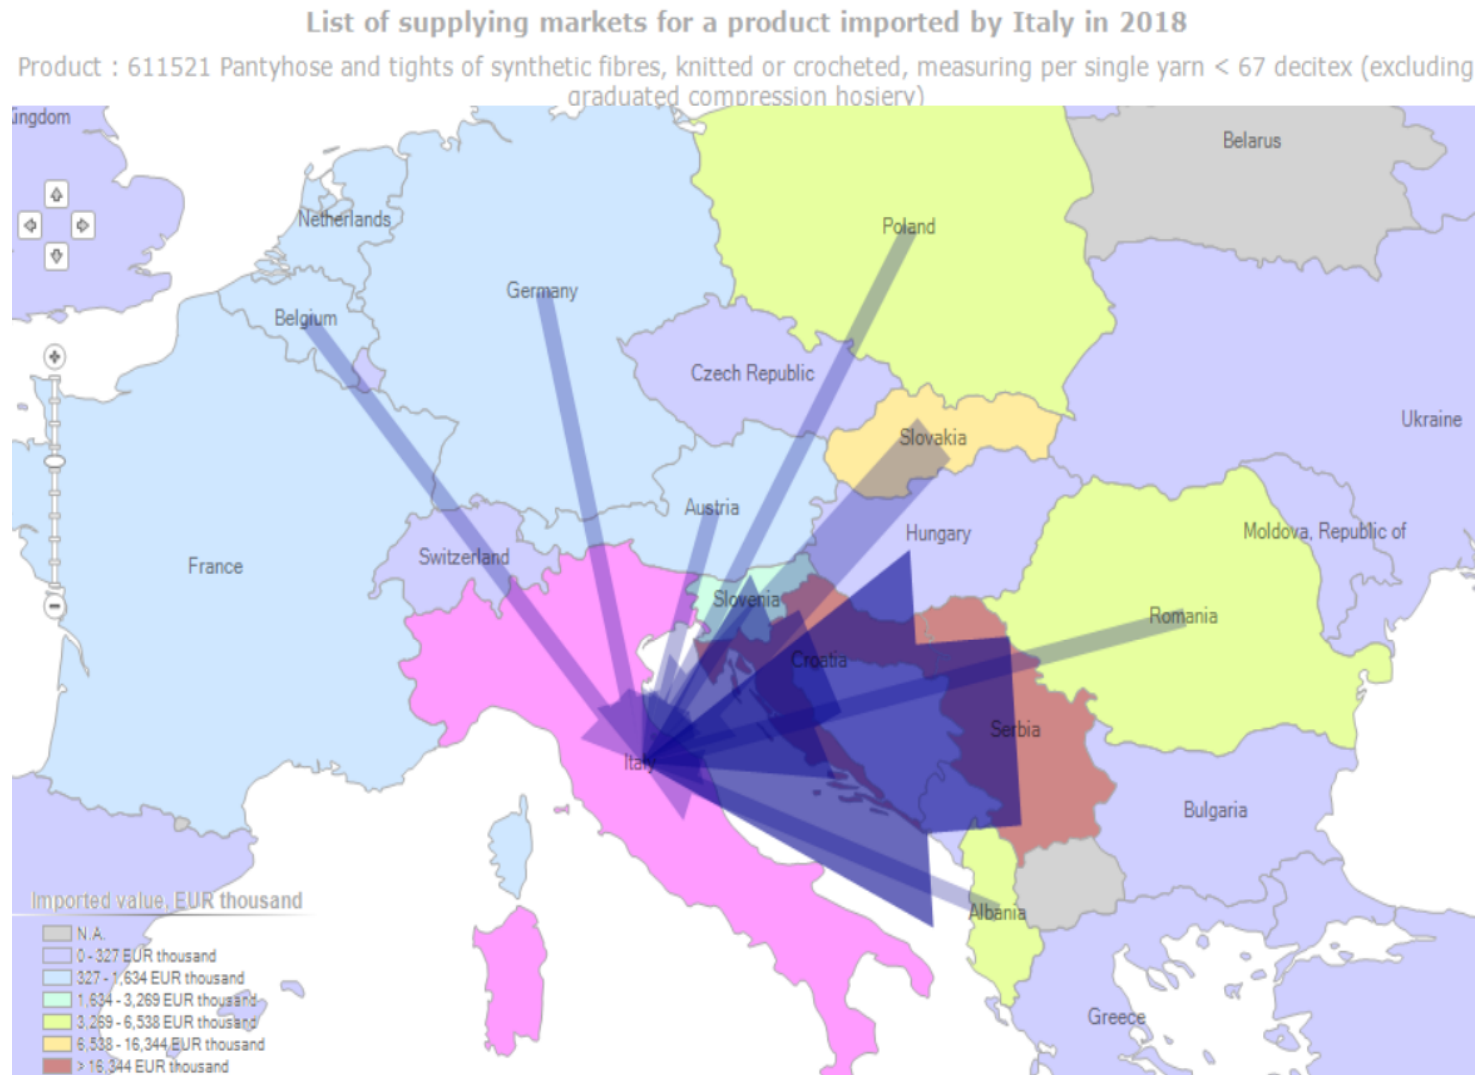 List of supplying markets for a product imported by Italy in 2018
Product : 611521 Pantyhose and tights of synthetic fibres, knitted or crocheted, measuring per single yarn < 67 decitex (excluding
graduated compression hosiery)
ingdom
Belarus
Netherlands
Poland
Germany
Belgium
Czech Republic
Ukraine
Slovakia
Austria
Hungary
Moldova, Republic of
Switzerland
France
Slovenia
Romania
Croatia
Serbia
Italy
Bulgaria
Albania
Greece
Imported value, EUR thousand
N.A.
0 - 327 EUR thousand
327 - 1,634 EUR thousand
1,634 - 3,269 EUR thousand
3,269 - 6,538 EUR thousand
6,538 - 16,344 EUR thousand
> 16,344 EUR thousand